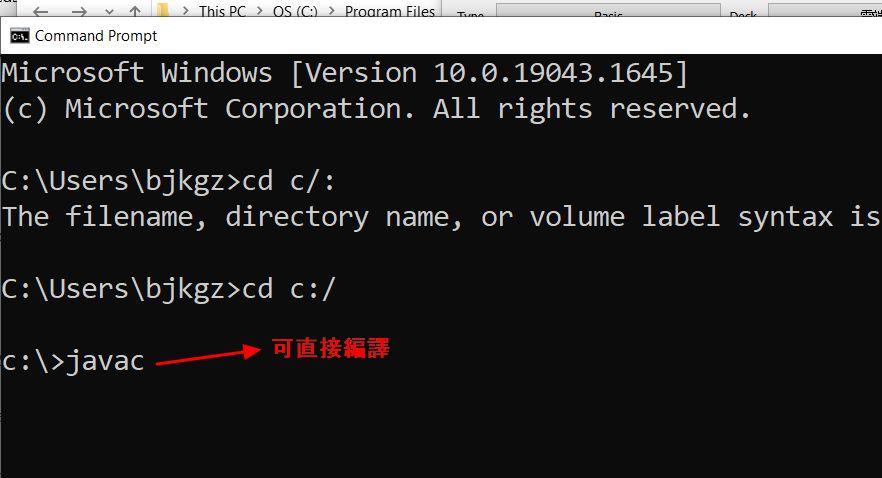 This PC > OS (C:) > Program Files
Type Basic Deck
Command Prompt
Microsoft Windows [Version 10.0.19043.1645]
(c) Microsoft Corporation. All rights reserved.
C:\Users\bjkgz>cd c/:
The filename, directory name, or volume label syntax is
C:\Users\bjkgz>cd c:/
c:\>javac
可直接編譯